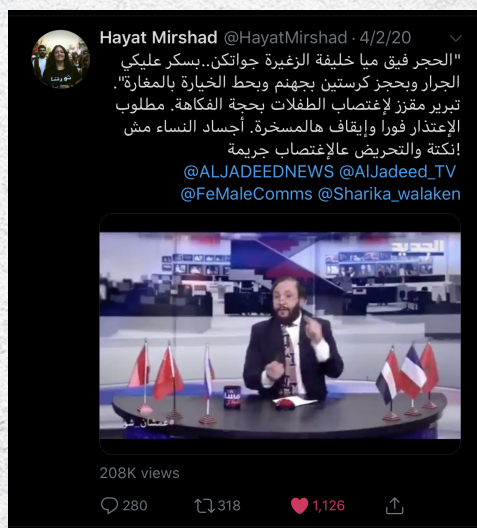 Hayat Mirshad @HayatMirshad · 4/2/20
"الحجر فيق ميا خليفة الزغيرة جواتكن..بسكر عليكي
الجرار وبحجز كرستين بجهنم وبحط الخيارة بالمغارة".
تبرير مقزز لإغتصاب الطفلات بحجة الفكاهة. مطلوب
الإعتذار فورا وإيقاف هالمسخرة. أجساد النساء مش
نكتة والتحريض عالإغتصاب جريمة!
@ALJADEEDNEWS @AlJadeed_TV
@FeMaleComms @Sharika_walaken
الجديد
208K views
280 318 1,126